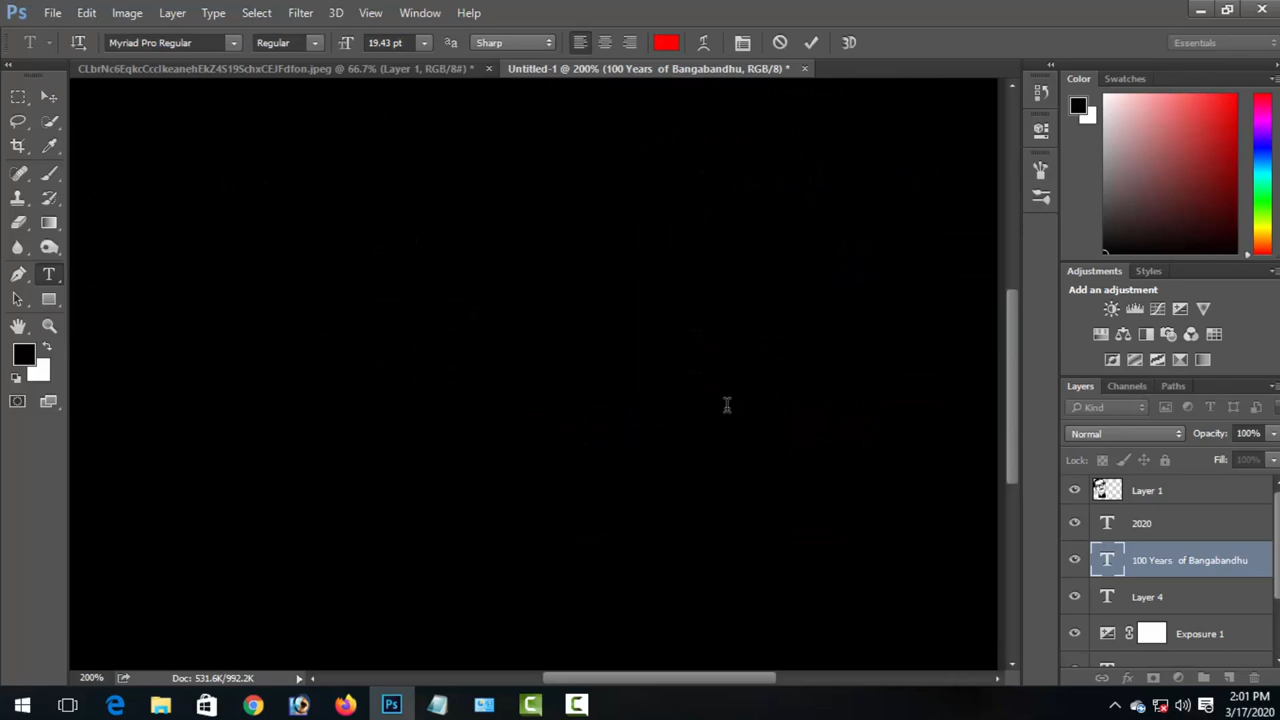 Ps File Edit Image Layer Type Select Filter 3D View Window Help
T Myriad Pro Regular Regular 19.43 pt aa Sharp 3D Essentials
Untitled-1 @ 200% (100 Years of Bangabandhu, RGB/8) *
Color Swatches
T
Adjustments Styles
Add an adjustment
Layers Channels Paths
Kind
Normal Opacity: 100%
Lock: Fill: 100%
Layer 1
T 2020
T 100 Years of Bangabandhu
T Layer 4
Exposure 1
200% Doc: 531.6K/992.2K
2:01 PM
3/17/2020